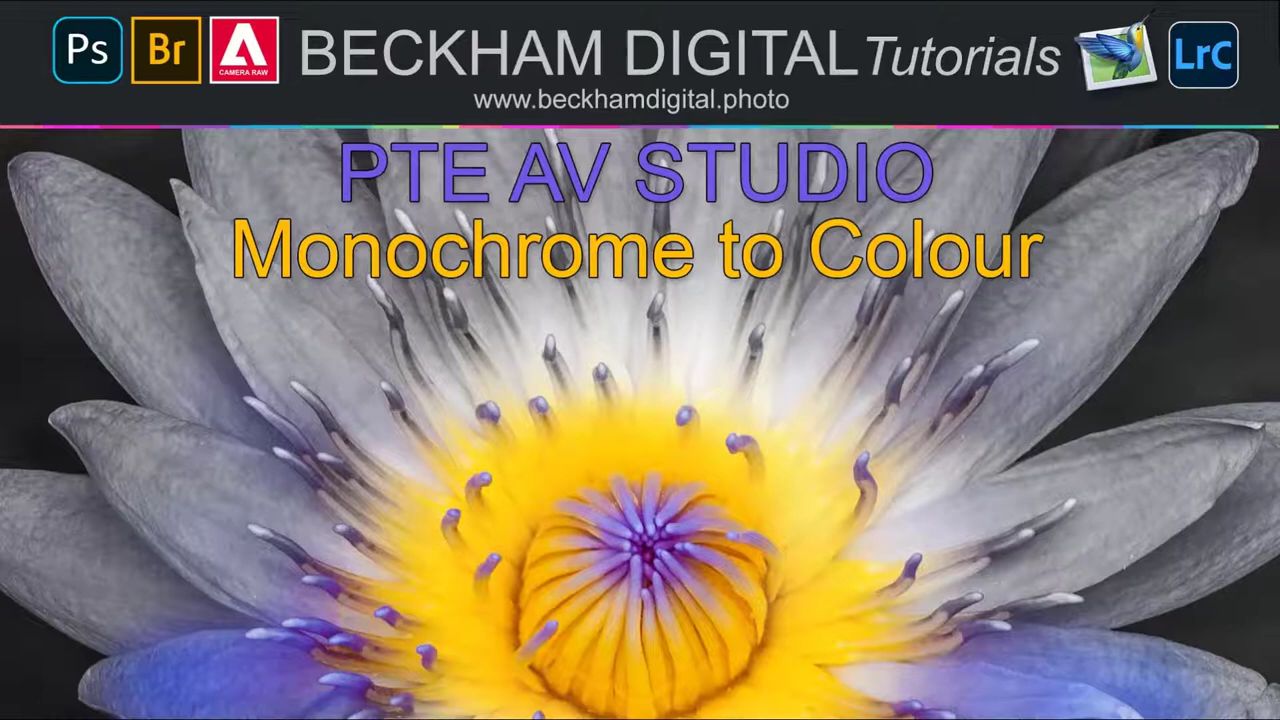 Ps Br CAMERA RAW BECKHAM DIGITAL Tutorials LrC
www.beckhamdigital.photo
PTE AV STUDIO
Monochrome to Colour